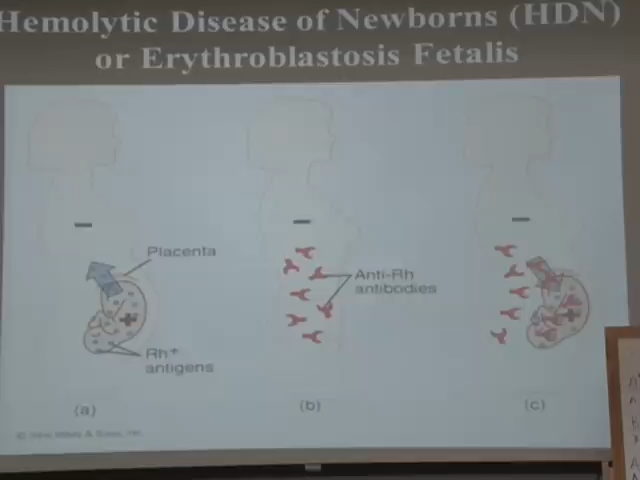 Hemolytic Disease of Newborns (HDN)
or Erythroblastosis Fetalis
Placenta
Anti-Rh
antibodies
Rh+
antigens
(a)
(b)
(c)